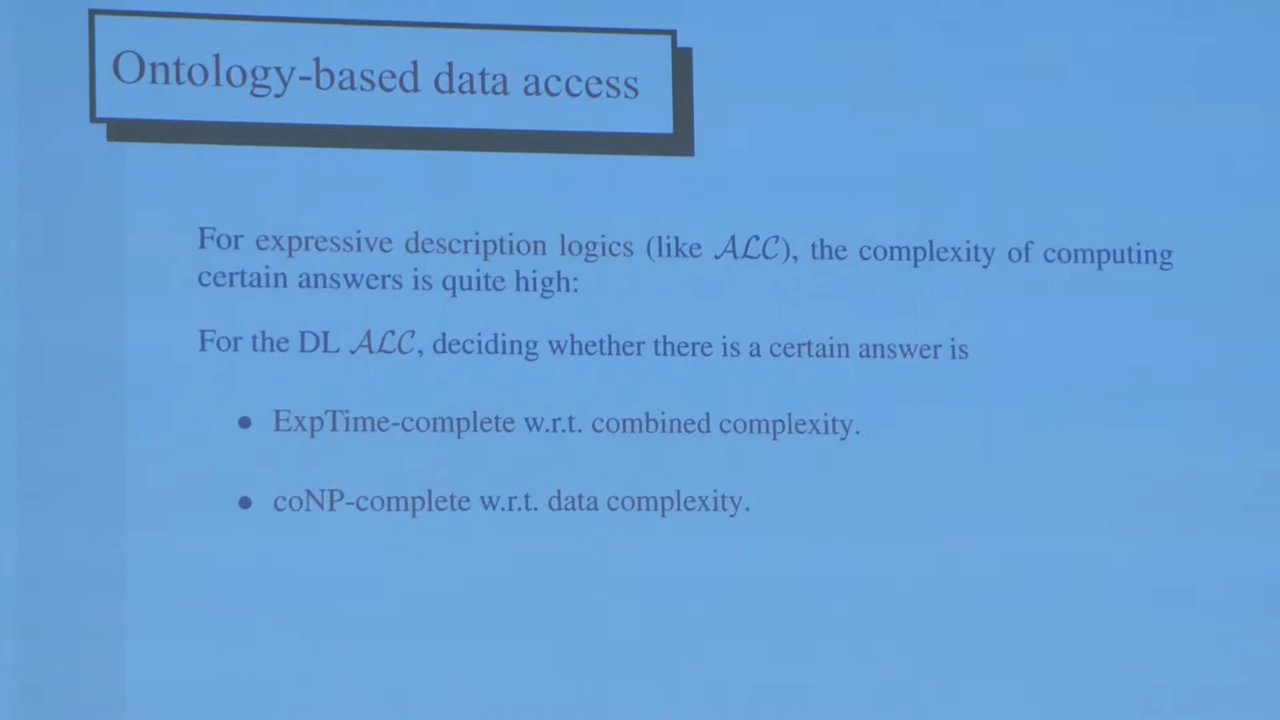 Ontology-based data access
For expressive description logics (like 𝒜ℒ𝒞), the complexity of computing
certain answers is quite high:
For the DL 𝒜ℒ𝒞, deciding whether there is a certain answer is
• ExpTime-complete w.r.t. combined complexity.
• coNP-complete w.r.t. data complexity.